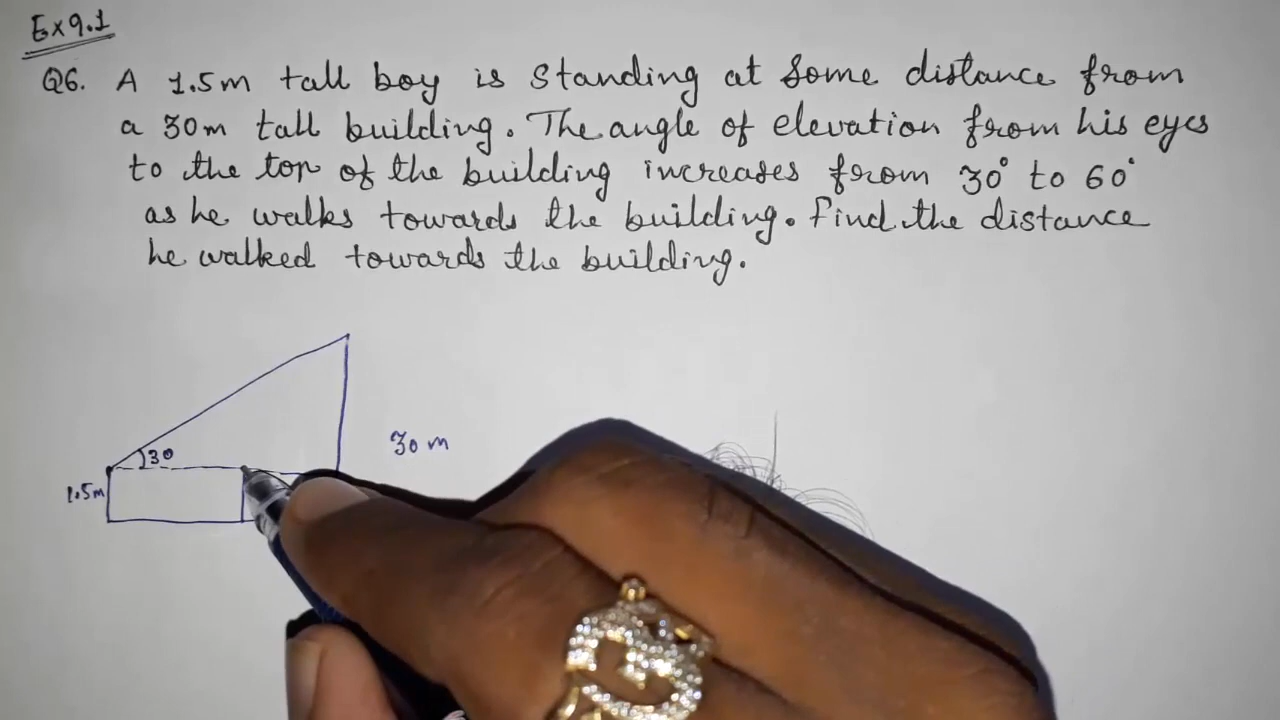 Ex 9.1
Q6. A 1.5m tall boy is standing at some distance from
a 30m tall building. The angle of elevation from his eyes
to the top of the building increases from 30° to 60°
as he walks towards the building. Find the distance
he walked towards the building.
30
30 m
1.5m